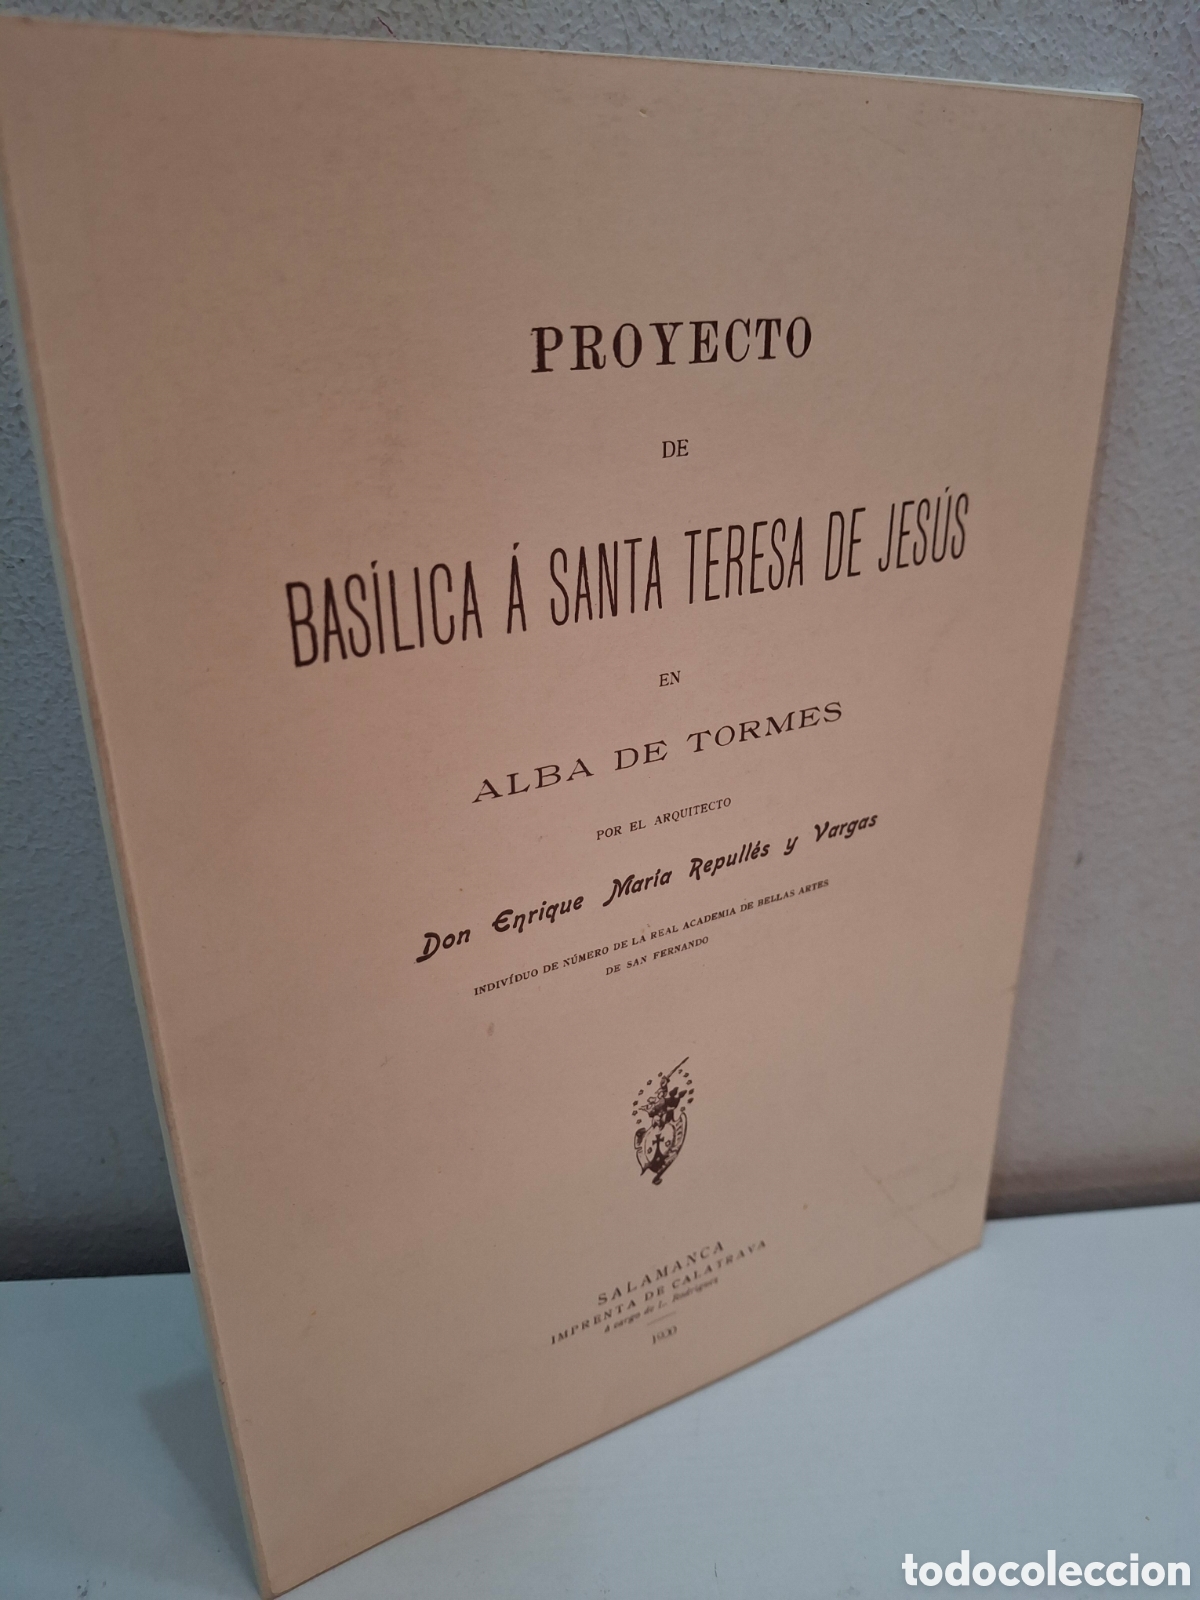 PROYECTO
DE
BASÍLICA Á SANTA TERESA DE JESÚS
EN
ALBA DE TORMES
POR EL ARQUITECTO
Don Enrique María Repullés y Vargas
INDIVÍDUO DE NÚMERO DE LA REAL ACADEMIA DE BELLAS ARTES
DE SAN FERNANDO
SALAMANCA
IMPRENTA DE CALATRAVA
á cargo de L. Rodríguez
todocoleccion